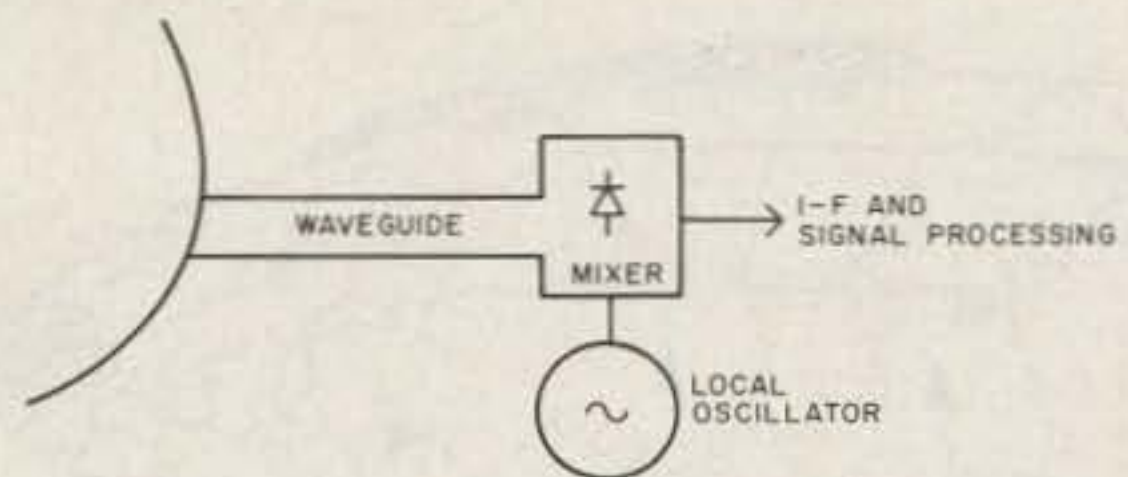 WAVEGUIDE
MIXER
I-F AND
SIGNAL PROCESSING
LOCAL
OSCILLATOR